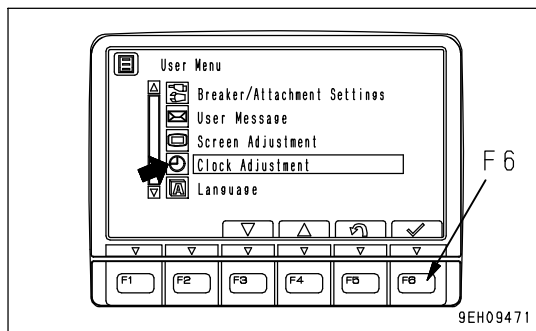 User Menu
Breaker/Attachment Settings
User Message
Screen Adjustment
Clock Adjustment
Language
F6
F1 F2 F3 F4 F5 F6
9EH09471